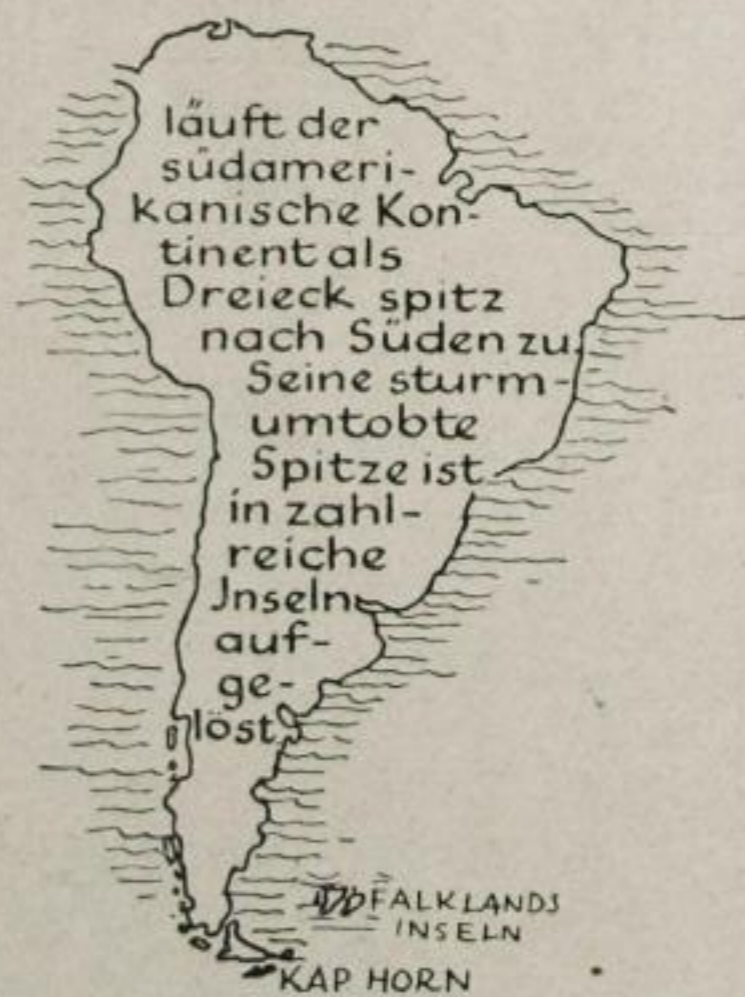 läuft der
südameri-
kanische Kon-
tinent als
Dreieck spitz
nach Süden zu.
Seine sturm-
umtobte
Spitze ist
in zahl-
reiche
Jnseln
auf-
ge-
löst.
FALKLANDS
INSELN
KAP HORN